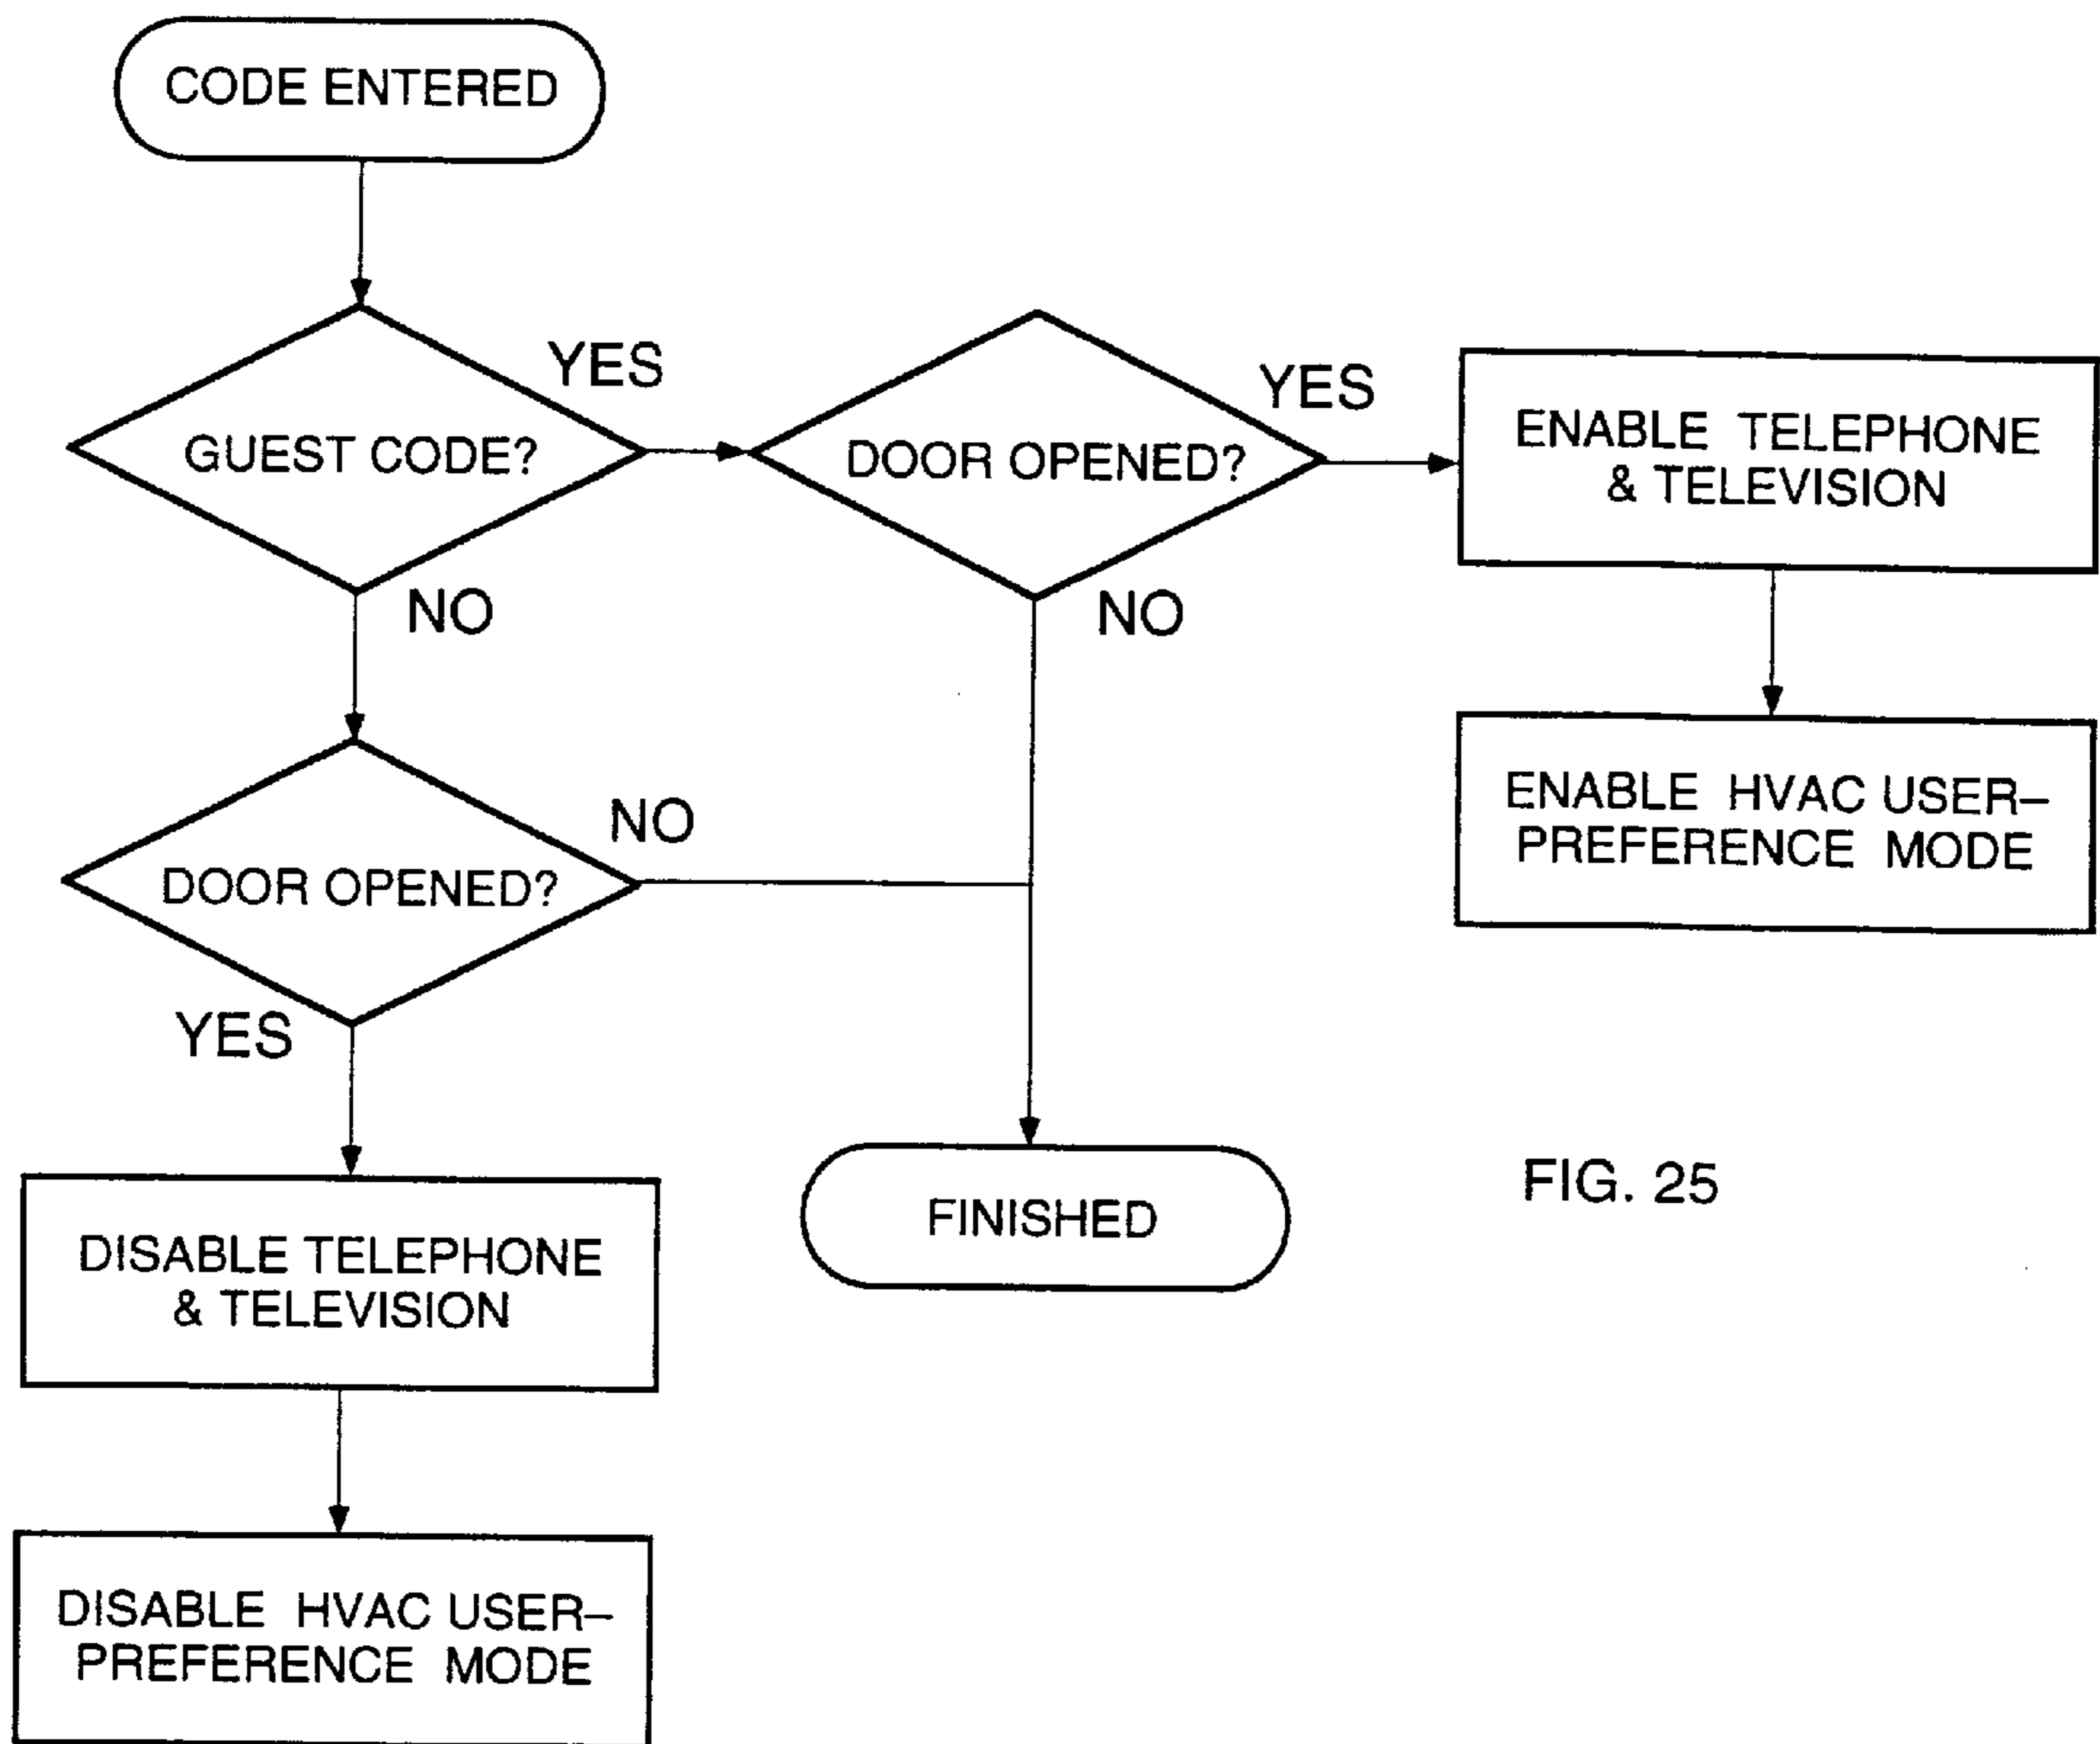 CODE ENTERED
GUEST CODE?
YES
DOOR OPENED?
YES
ENABLE TELEPHONE
& TELEVISION
NO
NO
ENABLE HVAC USER–
PREFERENCE MODE
DOOR OPENED?
NO
YES
DISABLE TELEPHONE
& TELEVISION
FINISHED
FIG. 25
DISABLE HVAC USER–
PREFERENCE MODE